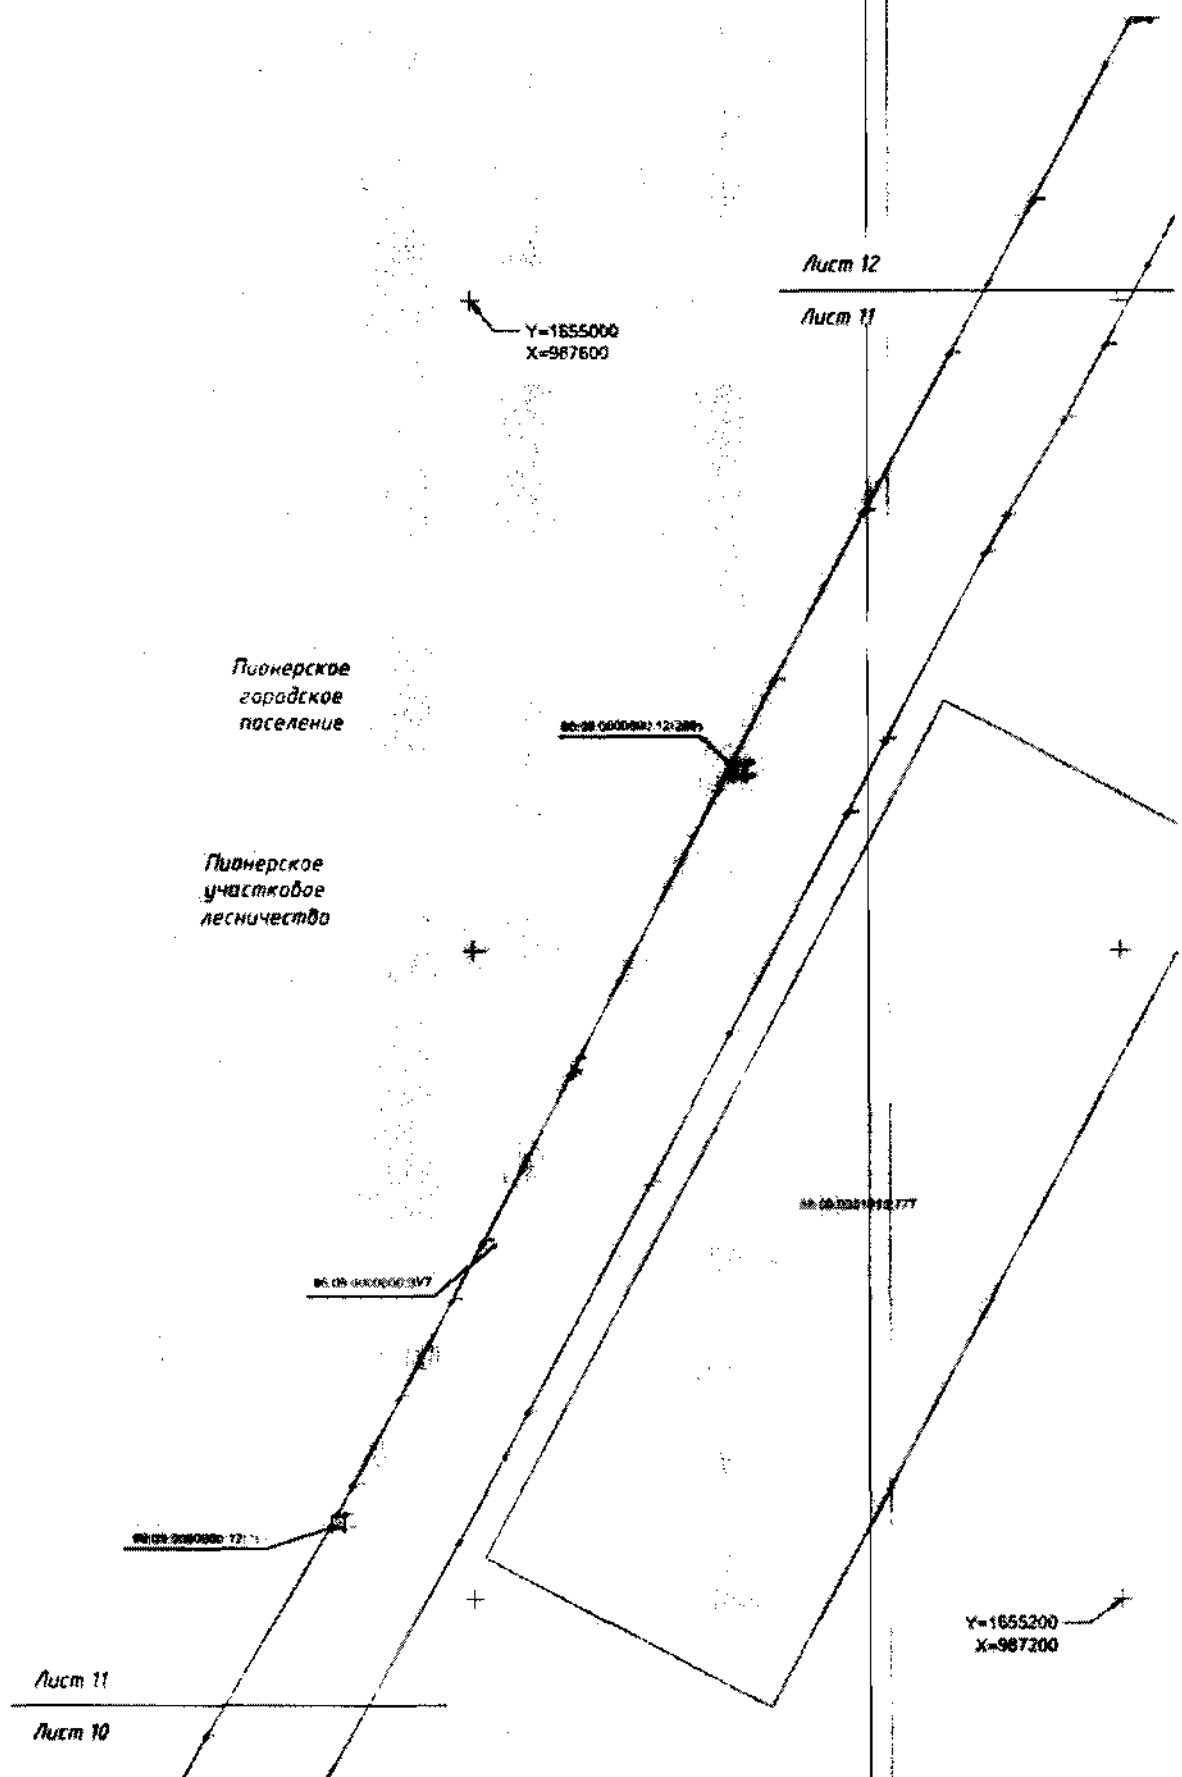 Лист 12
Лист 11
Y=1655000
X=987600
Пионерское
городское
поселение
Пионерское
участковое
лесничество
Y=1655200
X=987200
Лист 11
Лист 10